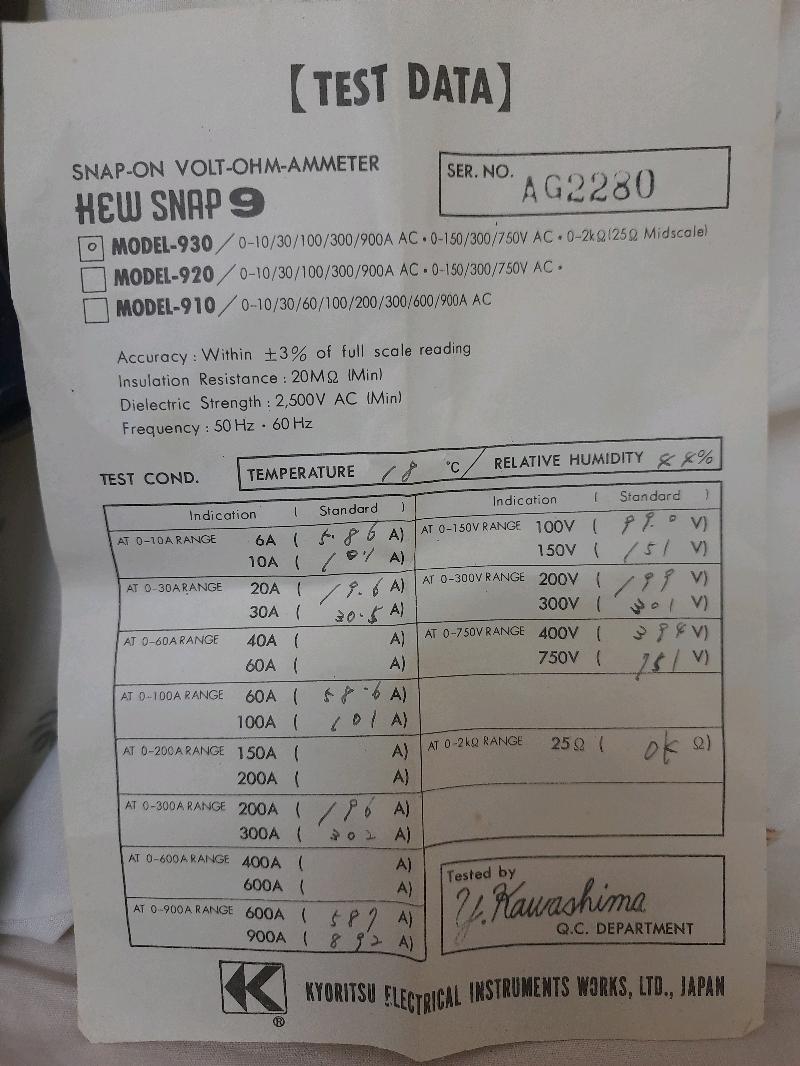 【TEST DATA】
SNAP-ON VOLT-OHM-AMMETER
HEW SNAP 9
SER. NO. AG2280
MODEL-930 / 0-10/30/100/300/900A AC • 0-150/300/750V AC • 0-2kΩ(25Ω Midscale)
MODEL-920 / 0-10/30/100/300/900A AC • 0-150/300/750V AC •
MODEL-910 / 0-10/30/60/100/200/300/600/900A AC
Accuracy : Within ±3% of full scale reading
Insulation Resistance : 20MΩ (Min)
Dielectric Strength : 2,500V AC (Min)
Frequency : 50Hz · 60Hz
TEST COND. TEMPERATURE 18 °C / RELATIVE HUMIDITY %
Indication ( Standard )
AT 0-10A RANGE 6A ( 5.86 A)
10A ( 10.1 A)
AT 0-30A RANGE 20A ( 19.6 A)
30A ( 30.5 A)
AT 0-60A RANGE 40A ( A)
60A ( A)
AT 0-100A RANGE 60A ( 58.6 A)
100A ( 101 A)
AT 0-200A RANGE 150A ( A)
200A ( A)
AT 0-300A RANGE 200A ( 196 A)
300A ( 302 A)
AT 0-600A RANGE 400A ( A)
600A ( A)
AT 0-900A RANGE 600A ( 587 A)
900A ( 892 A)
Indication ( Standard )
AT 0-150V RANGE 100V ( 99.0 V)
150V ( 151 V)
AT 0-300V RANGE 200V ( 199 V)
300V ( 301 V)
AT 0-750V RANGE 400V ( V)
750V ( 751 V)
AT 0-2kΩ RANGE 25Ω ( OK Ω)
Tested by
Y. Kawashima
Q.C. DEPARTMENT
K ® KYORITSU ELECTRICAL INSTRUMENTS WORKS, LTD., JAPAN